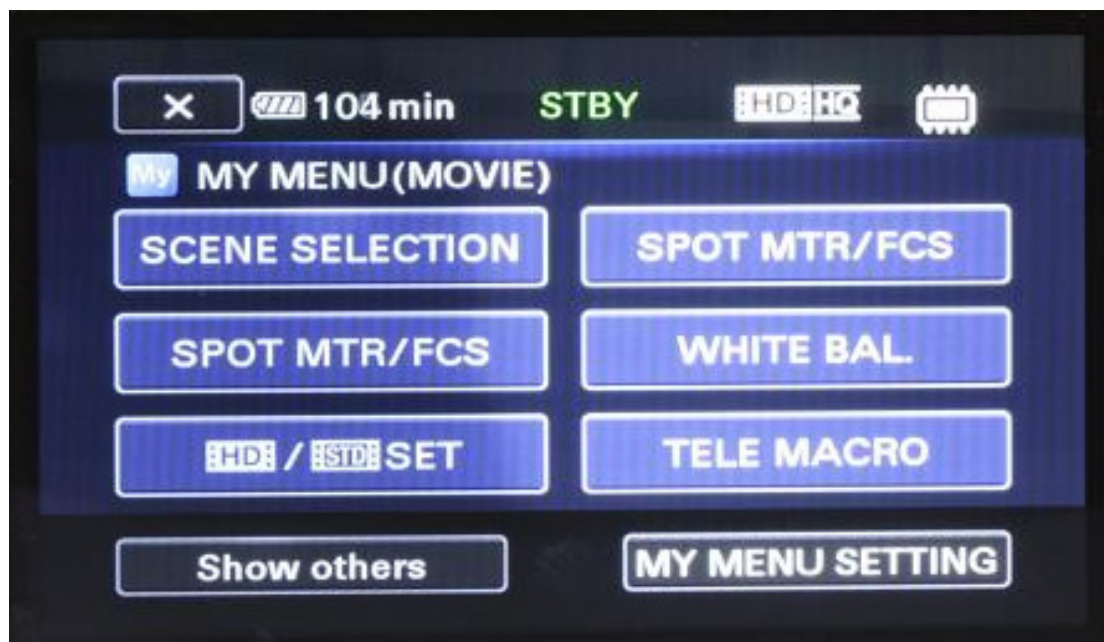 × 104 min STBY HD HQ
My MY MENU(MOVIE)
SCENE SELECTION SPOT MTR/FCS
SPOT MTR/FCS WHITE BAL.
HD / STD SET TELE MACRO
Show others MY MENU SETTING